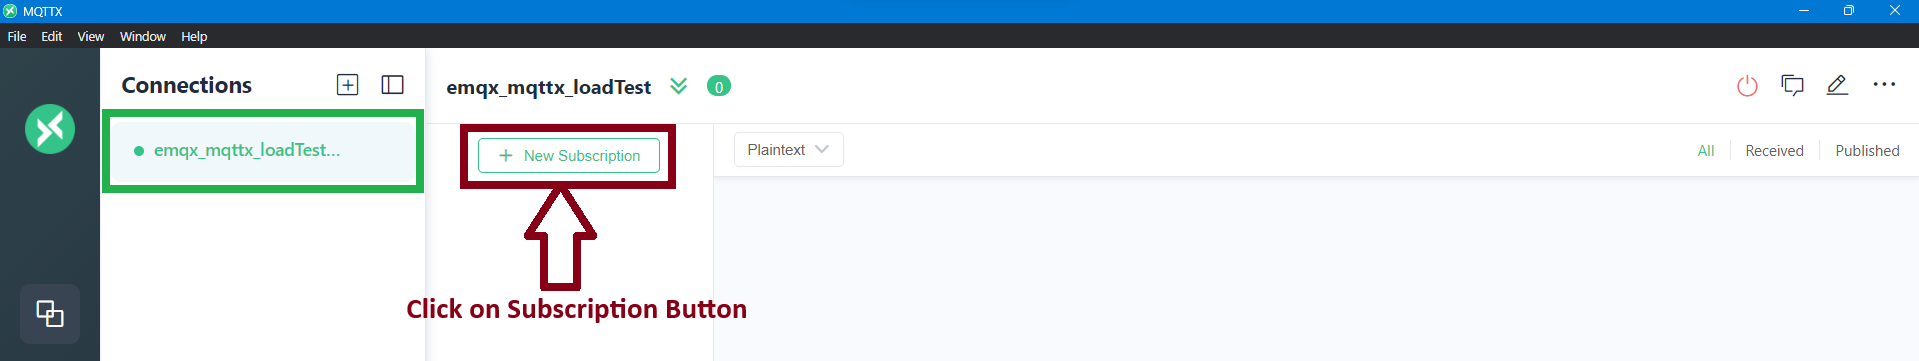 MQTTX
File Edit View Window Help
Connections
emqx_mqttx_loadTest 0
emqx_mqttx_loadTest...
+ New Subscription
Plaintext
All Received Published
Click on Subscription Button